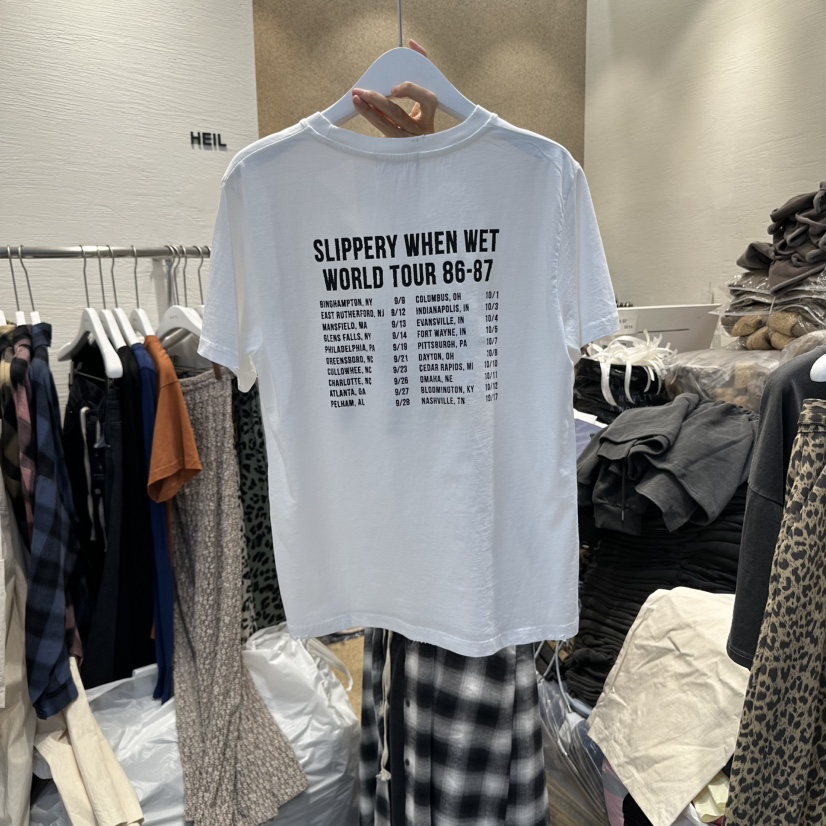 HEIL
SLIPPERY WHEN WET
WORLD TOUR 86-87
BINGHAMPTON, NY 9/9 COLOMBUS, OH 10/1
EAST RUTHERFORD, NJ 9/12 INDIANAPOLIS, IN 10/3
MANSFIELD, MA 9/13 EVANSVILLE, IN 10/4
GLENS FALLS, NY 9/14 FORT WAYNE, IN 10/5
PHILADELPHIA, PA 9/19 PITTSBURGH, PA 10/7
GREENSBORO, NC 9/21 DAYTON, OH 10/8
COLLOWHEE, NC 9/23 CEDAR RAPIDS, MI 10/10
CHARLOTTE, NC 9/26 OMAHA, NE 10/11
ATLANTA, GA 9/27 BLOOMINGTON, KY 10/12
PELHAM, AL 9/28 NASHVILLE, TN 10/17